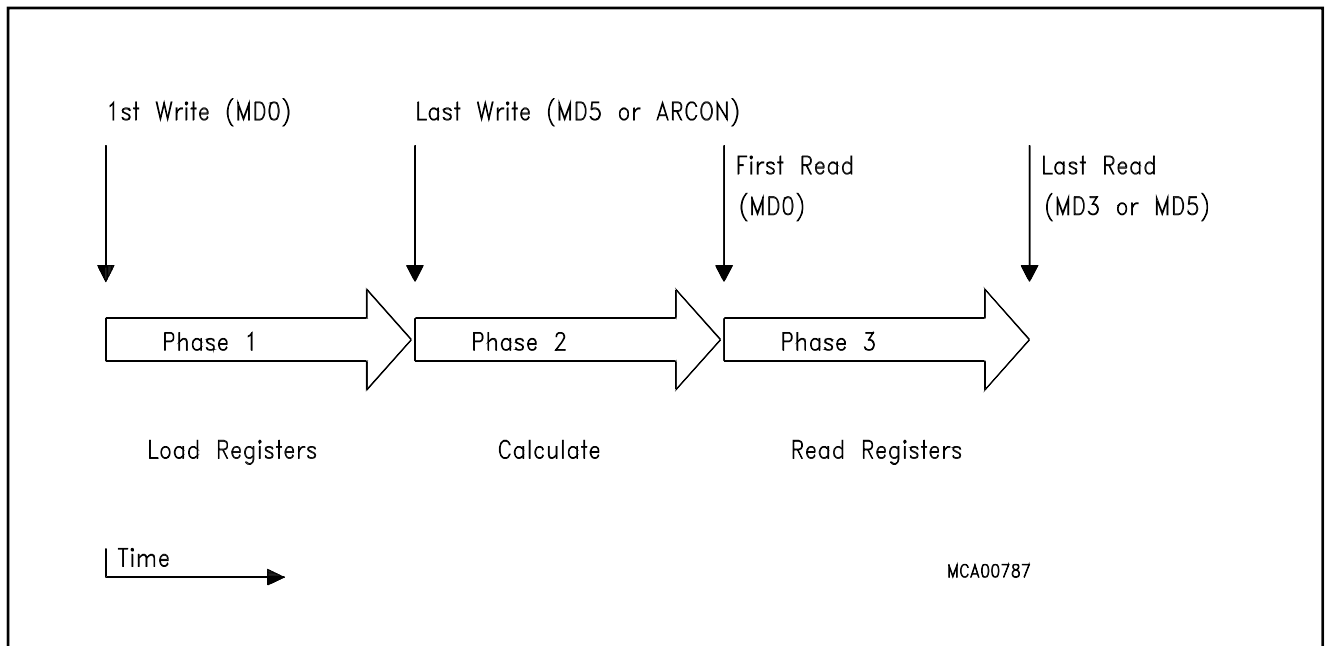 1st Write (MD0)
Last Write (MD5 or ARCON)
First Read
(MD0)
Last Read
(MD3 or MD5)
Phase 1
Phase 2
Phase 3
Load Registers
Calculate
Read Registers
Time
MCA00787